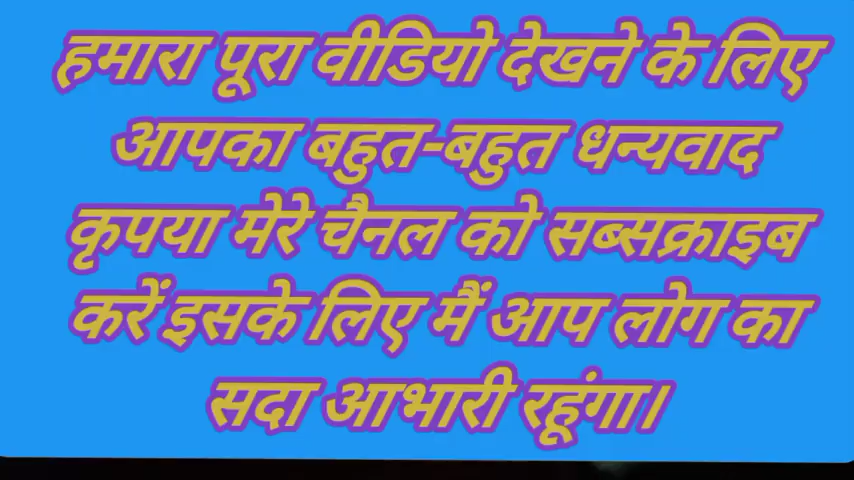 हमारा पूरा वीडियो देखने के लिए
आपका बहुत-बहुत धन्यवाद
कृपया मेरे चैनल को सब्सक्राइब
करें इसके लिए मैं आप लोग का
सदा आभारी रहूंगा।